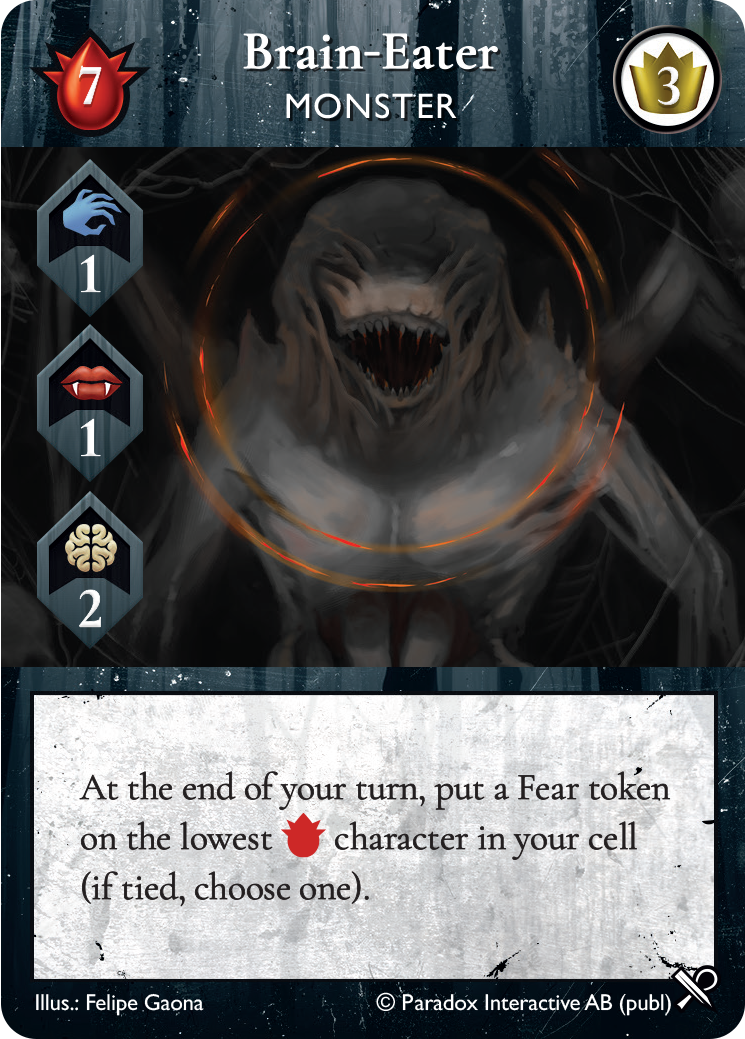 7
Brain-Eater
MONSTER
3
1
1
2
At the end of your turn, put a Fear token
on the lowest character in your cell
(if tied, choose one).
Illus.: Felipe Gaona
© Paradox Interactive AB (publ)